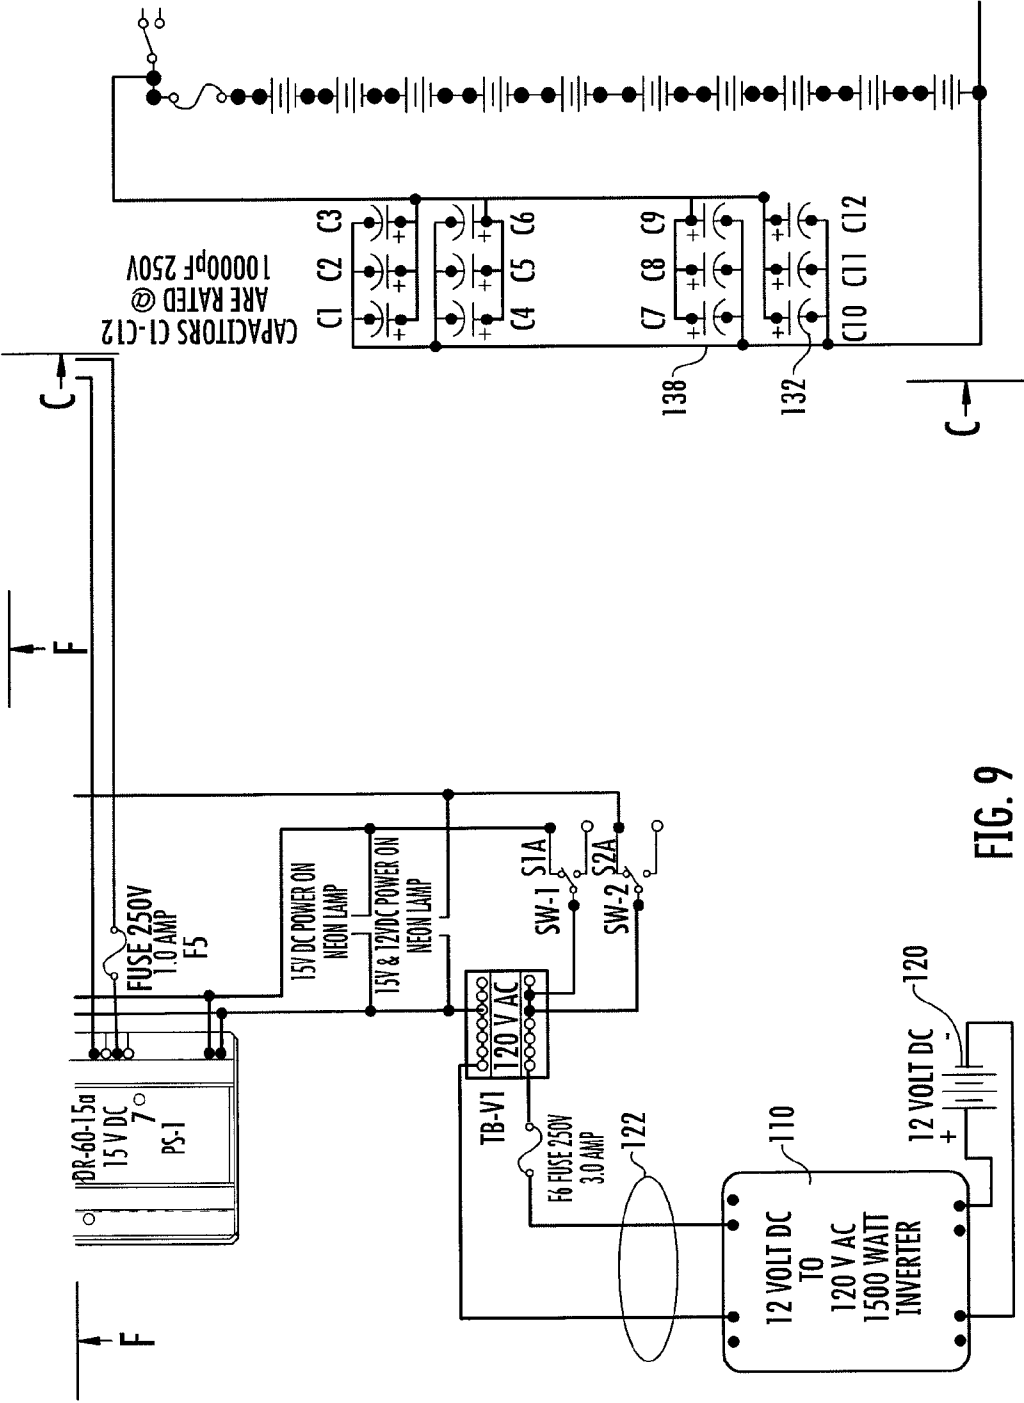 CAPACITORS C1-C12
ARE RATED @
10000pF 250V
C1 C2 C3
C4 C5 C6
C7 C8 C9
C10 C11 C12
+ + +
+ + +
+ + +
+ + +
138
132
C
C
F
F
FUSE 250V
1.0 AMP
F5
DR-60-15a
15 V DC
7
PS-1
15V DC POWER ON
NEON LAMP
15V & 12VDC POWER ON
NEON LAMP
S1A
SW-1
S2A
SW-2
120 V AC
TB-V1
F6 FUSE 250V
3.0 AMP
122
110
12 VOLT DC
TO
120 V AC
1500 WATT
INVERTER
12 VOLT DC
+ -
120
FIG. 9